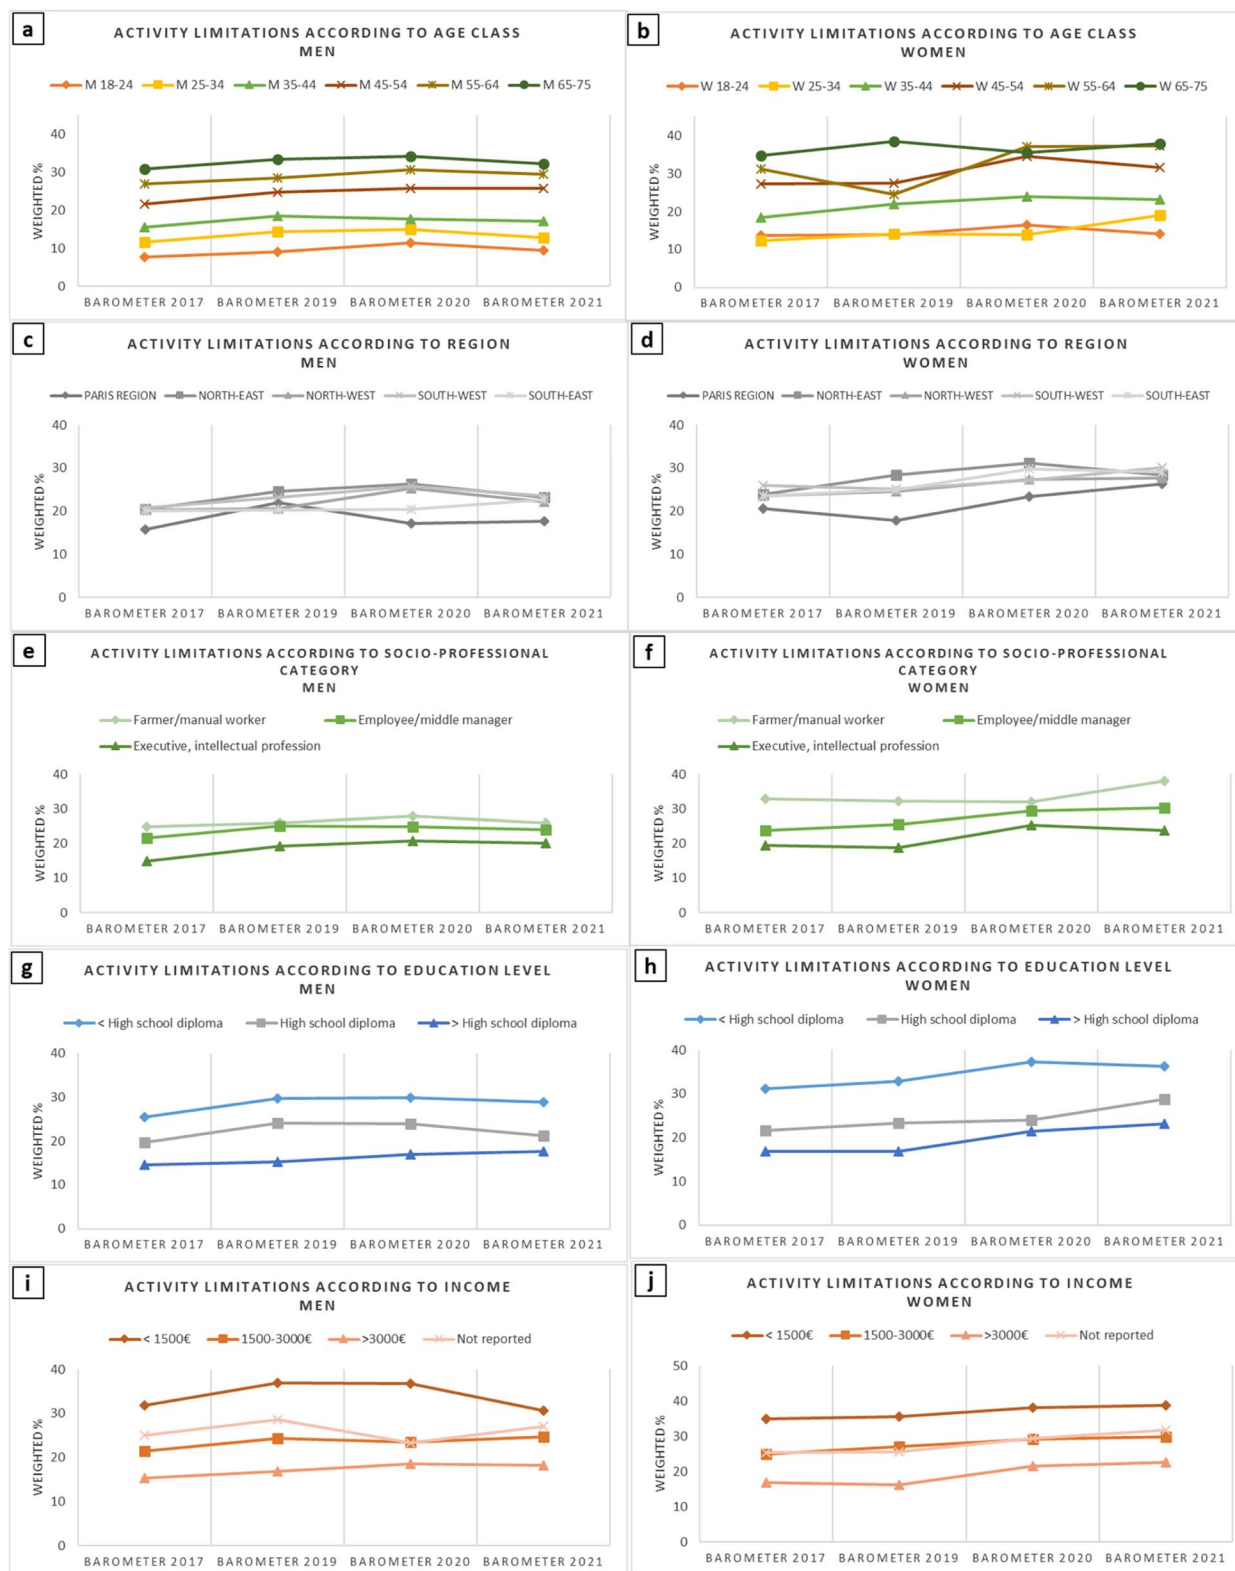 a
ACTIVITY LIMITATIONS ACCORDING TO AGE CLASS
MEN
M 18-24 M 25-34 M 35-44 M 45-54 M 55-64 M 65-75
WEIGHTED %
40
30
20
10
0
BAROMETER 2017 BAROMETER 2019 BAROMETER 2020 BAROMETER 2021
b
ACTIVITY LIMITATIONS ACCORDING TO AGE CLASS
WOMEN
W 18-24 W 25-34 W 35-44 W 45-54 W 55-64 W 65-75
WEIGHTED %
40
30
20
10
0
BAROMETER 2017 BAROMETER 2019 BAROMETER 2020 BAROMETER 2021
c
ACTIVITY LIMITATIONS ACCORDING TO REGION
MEN
PARIS REGION NORTH-EAST NORTH-WEST SOUTH-WEST SOUTH-EAST
WEIGHTED %
40
30
20
10
0
BAROMETER 2017 BAROMETER 2019 BAROMETER 2020 BAROMETER 2021
d
ACTIVITY LIMITATIONS ACCORDING TO REGION
WOMEN
PARIS REGION NORTH-EAST NORTH-WEST SOUTH-WEST SOUTH-EAST
WEIGHTED %
40
30
20
10
0
BAROMETER 2017 BAROMETER 2019 BAROMETER 2020 BAROMETER 2021
e
ACTIVITY LIMITATIONS ACCORDING TO SOCIO-PROFESSIONAL
CATEGORY
MEN
Farmer/manual worker Employee/middle manager
Executive, intellectual profession
WEIGHTED %
40
30
20
10
0
BAROMETER 2017 BAROMETER 2019 BAROMETER 2020 BAROMETER 2021
f
ACTIVITY LIMITATIONS ACCORDING TO SOCIO-PROFESSIONAL
CATEGORY
WOMEN
Farmer/manual worker Employee/middle manager
Executive, intellectual profession
WEIGHTED %
40
30
20
10
0
BAROMETER 2017 BAROMETER 2019 BAROMETER 2020 BAROMETER 2021
g
ACTIVITY LIMITATIONS ACCORDING TO EDUCATION LEVEL
MEN
< High school diploma High school diploma > High school diploma
WEIGHTED %
40
30
20
10
0
BAROMETER 2017 BAROMETER 2019 BAROMETER 2020 BAROMETER 2021
h
ACTIVITY LIMITATIONS ACCORDING TO EDUCATION LEVEL
WOMEN
< High school diploma High school diploma > High school diploma
WEIGHTED %
40
30
20
10
0
BAROMETER 2017 BAROMETER 2019 BAROMETER 2020 BAROMETER 2021
i
ACTIVITY LIMITATIONS ACCORDING TO INCOME
MEN
< 1500€ 1500-3000€ >3000€ Not reported
WEIGHTED %
40
30
20
10
0
BAROMETER 2017 BAROMETER 2019 BAROMETER 2020 BAROMETER 2021
j
ACTIVITY LIMITATIONS ACCORDING TO INCOME
WOMEN
< 1500€ 1500-3000€ >3000€ Not reported
WEIGHTED %
50
40
30
20
10
0
BAROMETER 2017 BAROMETER 2019 BAROMETER 2020 BAROMETER 2021